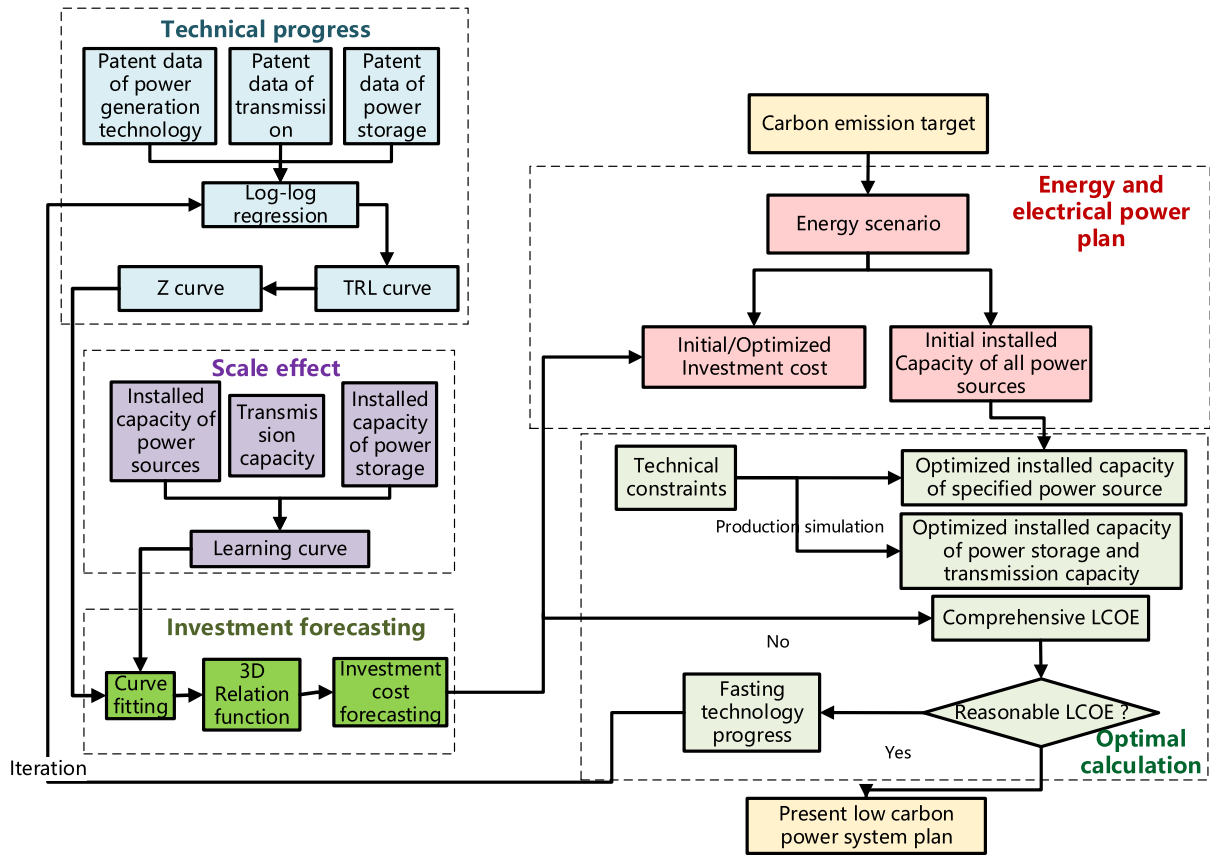 Technical progress
Patent data
of power
generation
technology
Patent
data of
transmissi
on
Patent
data of
power
storage
Log-log
regression
Z curve
TRL curve
Scale effect
Installed
capacity of
power
sources
Transmis
sion
capacity
Installed
capacity
of power
storage
Learning curve
Investment forecasting
Curve
fitting
3D
Relation
function
Investment
cost
forecasting
Iteration
Carbon emission target
Energy and
electrical power
plan
Energy scenario
Initial/Optimized
Investment cost
Initial installed
Capacity of all power
sources
Technical
constraints
Optimized installed capacity
of specified power source
Production simulation
Optimized installed capacity
of power storage and
transmission capacity
Comprehensive LCOE
No
Fasting
technology
progress
Reasonable LCOE ?
Yes
Optimal
calculation
Present low carbon
power system plan